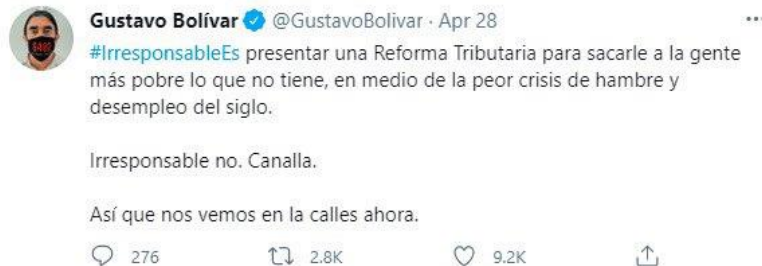 Gustavo Bolívar @GustavoBolivar · Apr 28
#IrresponsableEs presentar una Reforma Tributaria para sacarle a la gente
más pobre lo que no tiene, en medio de la peor crisis de hambre y
desempleo del siglo.
Irresponsable no. Canalla.
Así que nos vemos en la calles ahora.
276 2.8K 9.2K